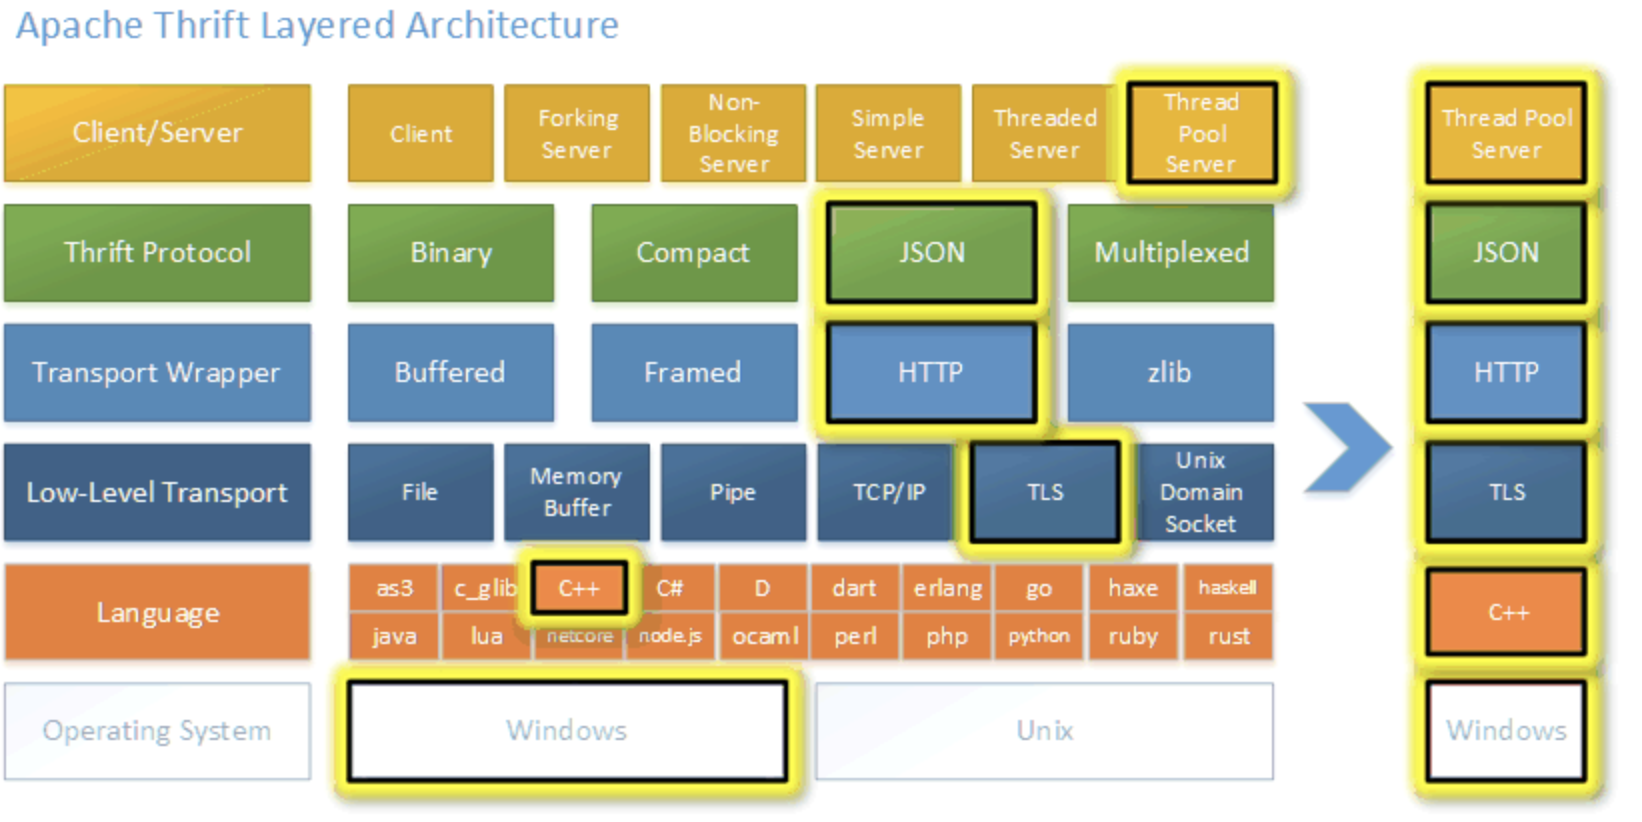 Apache Thrift Layered Architecture
Client/Server
Client
Forking
Server
Non-
Blocking
Server
Simple
Server
Threaded
Server
Thread
Pool
Server
Thread Pool
Server
Thrift Protocol
Binary
Compact
JSON
Multiplexed
JSON
Transport Wrapper
Buffered
Framed
HTTP
zlib
HTTP
Low-Level Transport
File
Memory
Buffer
Pipe
TCP/IP
TLS
Unix
Domain
Socket
TLS
Language
as3
c_glib
C++
C#
D
dart
erlang
go
haxe
haskell
java
lua
netcore
node.js
ocaml
perl
php
python
ruby
rust
C++
Operating System
Windows
Unix
Windows